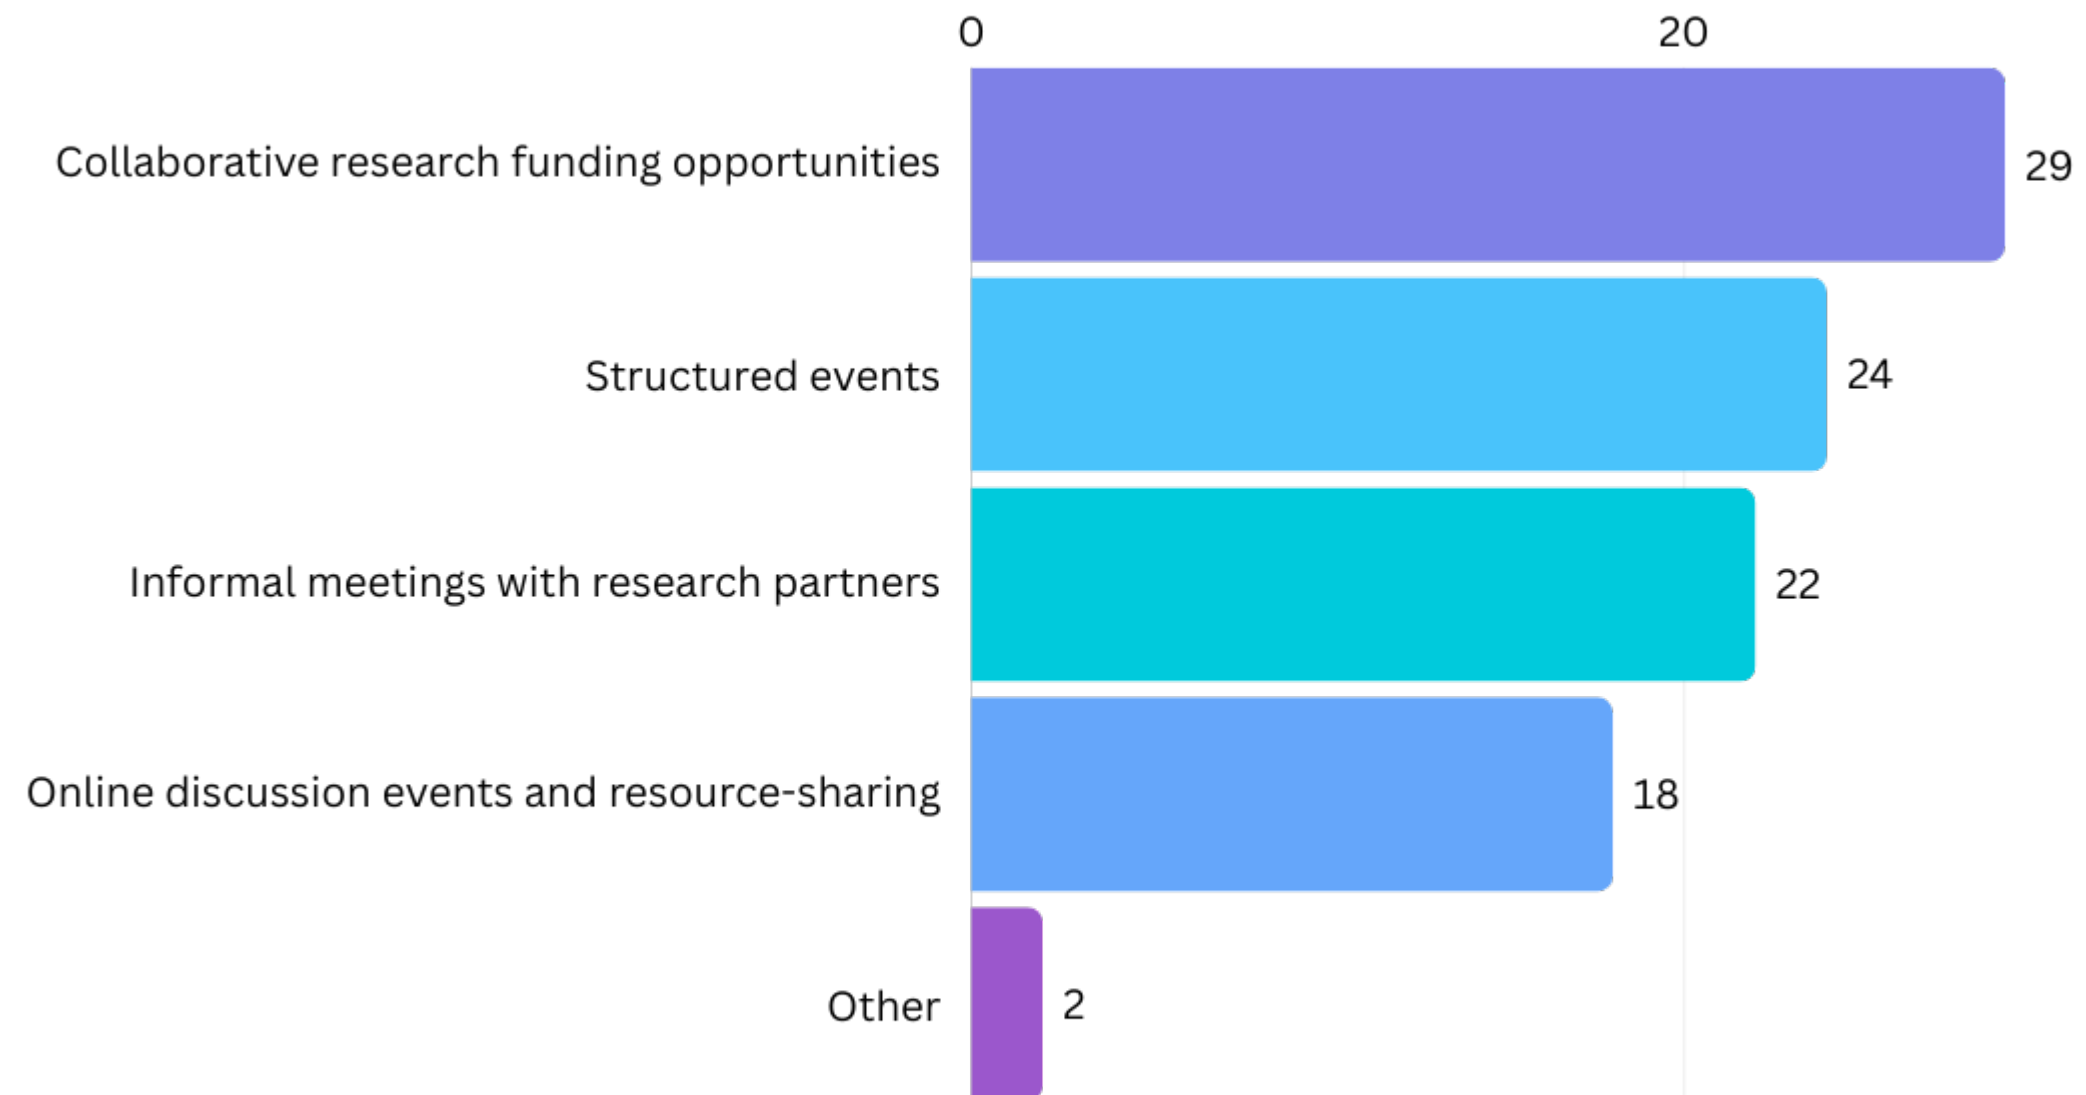 0 20
Collaborative research funding opportunities 29
Structured events 24
Informal meetings with research partners 22
Online discussion events and resource-sharing 18
Other 2